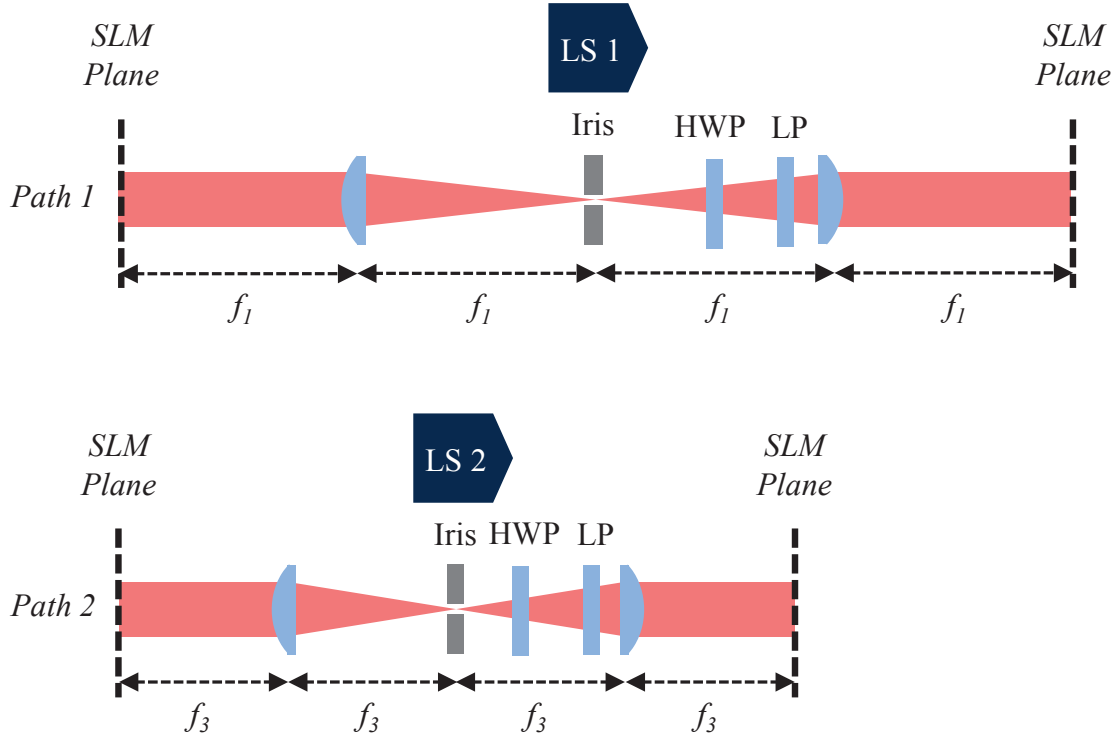 SLM
Plane
LS 1
SLM
Plane
Iris
HWP
LP
Path 1
f1
f1
f1
f1
SLM
Plane
LS 2
SLM
Plane
Iris
HWP
LP
Path 2
f3
f3
f3
f3